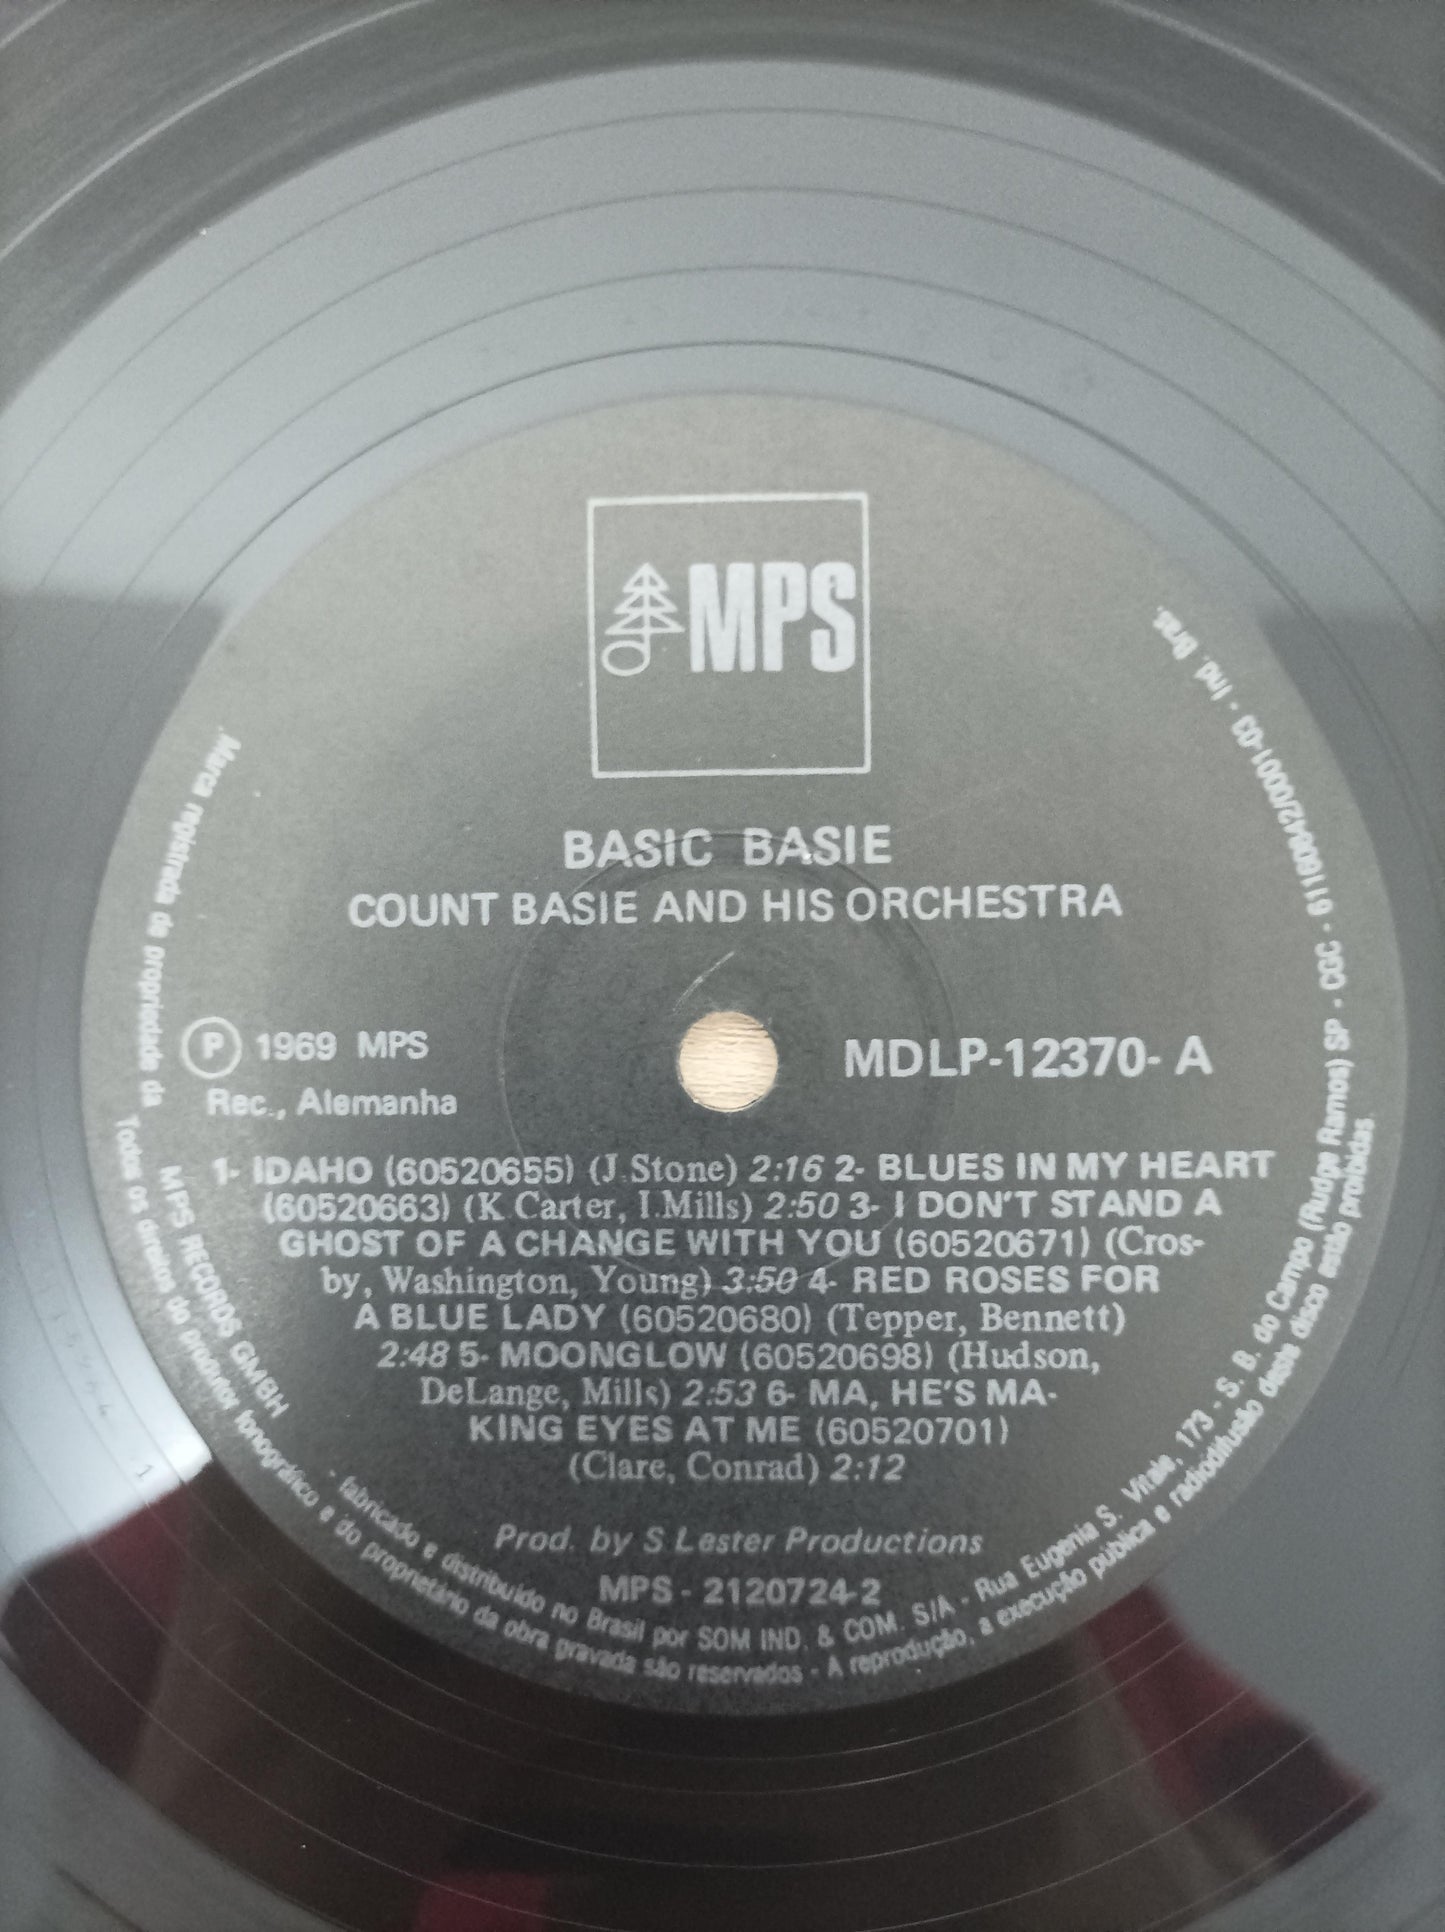 MPS
BASIC BASIE
COUNT BASIE AND HIS ORCHESTRA
Ⓟ 1969 MPS
Rec., Alemanha
MDLP-12370- A
1- IDAHO (60520655) (J.Stone) 2:16 2- BLUES IN MY HEART
(60520663) (K Carter, I.Mills) 2:50 3- I DON'T STAND A
GHOST OF A CHANGE WITH YOU (60520671) (Cros-
by, Washington, Young) 3:50 4- RED ROSES FOR
A BLUE LADY (60520680) (Tepper, Bennett)
2:48 5- MOONGLOW (60520698) (Hudson,
DeLange, Mills) 2:53 6- MA, HE'S MA-
KING EYES AT ME (60520701)
(Clare, Conrad) 2:12
Prod. by S Lester Productions
MPS - 2120724-2
Marca registrada de propriedade da
MPS RECORDS GMBH
- fabricado e distribuido no Brasil por SOM IND. & COM. S/A - Rua Eugenia S. Vitale, 173 - S. B. do Campo (Rudge Ramos) SP - CGC - 61160842/0001-03 - Ind. Bras.
Todos os direitos do produtor fonográfico e do proprietário da obra gravada são reservados - A reprodução, a execução pública e radiodifusão deste disco estão proibidas